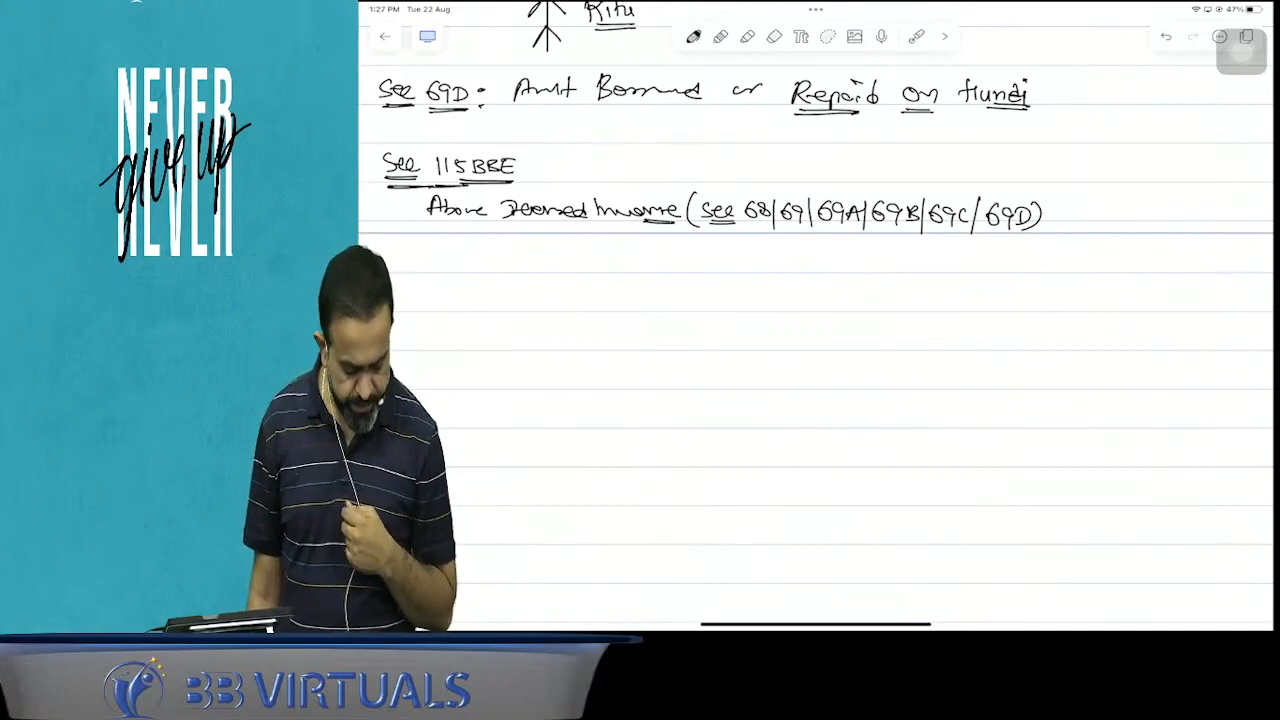 1:27 PM Tue 22 Aug
47%
Ritu
NEVER
give up
NEVER
Sec 69D: Amt Borrowed or Repaid on Hundi
Sec 115BBE
Above Deemed Income (Sec 68/69/69A/69B/69C/69D)
BB VIRTUALS